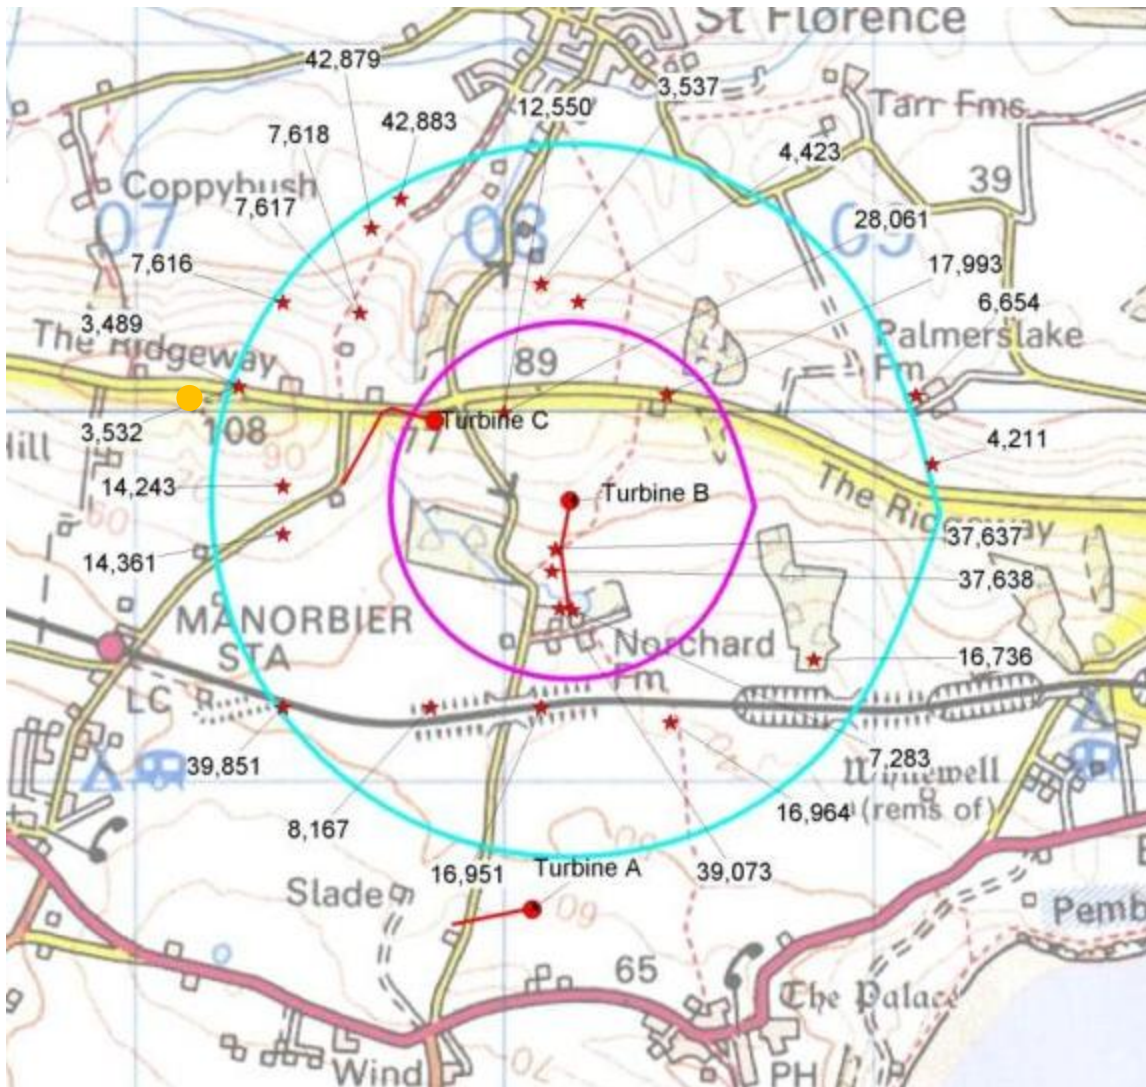 St Florence
42,879
3,537
12,550
42,883
Tarr Fms
7,618
4,423
39
Coppybush
7,617
07
08
28,061
7,616
17,993
6,654
3,489
The Ridgeway
Palmerslake
Fm
89
Turbine C
3,532
108
4,211
90
Hill
14,243
Turbine B
The Ridgeway
37,637
14,361
37,638
MANORBIER
STA
Norchard
Fm
16,736
LC
39,851
7,283
Whitewell
(rems of)
16,964
8,167
16,951
Turbine A
39,073
Slade
60
Pemb
65
The Palace
70
Wind
PH